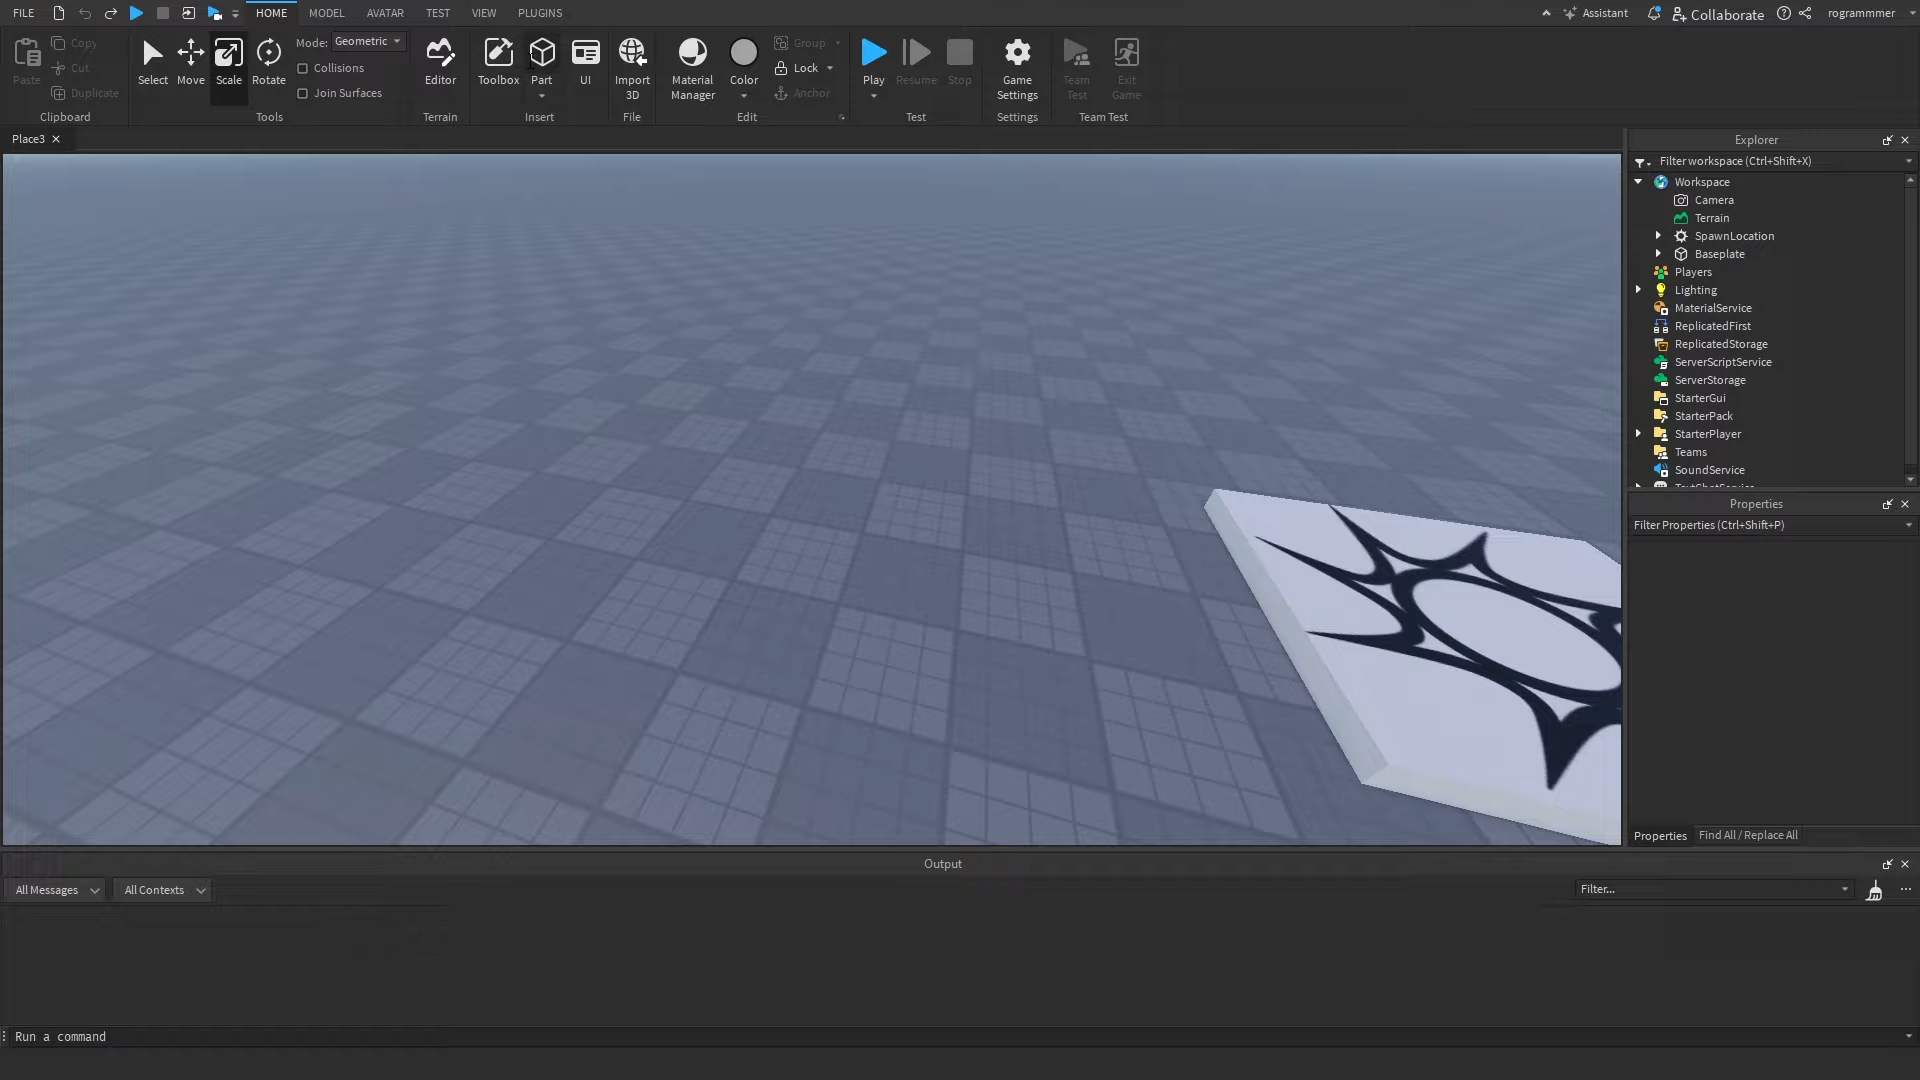 FILE
HOME
MODEL
AVATAR
TEST
VIEW
PLUGINS
Assistant
Collaborate
rogrammmer
Paste
Copy
Cut
Duplicate
Clipboard
Select
Move
Scale
Rotate
Mode: Geometric
Collisions
Join Surfaces
Tools
Editor
Terrain
Toolbox
Part
UI
Insert
Import
3D
File
Material
Manager
Color
Group
Lock
Anchor
Edit
Play
Resume
Stop
Test
Game
Settings
Settings
Team
Test
Exit
Game
Team Test
Place3
Explorer
Filter workspace (Ctrl+Shift+X)
Workspace
Camera
Terrain
SpawnLocation
Baseplate
Players
Lighting
MaterialService
ReplicatedFirst
ReplicatedStorage
ServerScriptService
ServerStorage
StarterGui
StarterPack
StarterPlayer
Teams
SoundService
Properties
Filter Properties (Ctrl+Shift+P)
Properties
Find All / Replace All
Output
All Messages
All Contexts
Filter...
Run a command